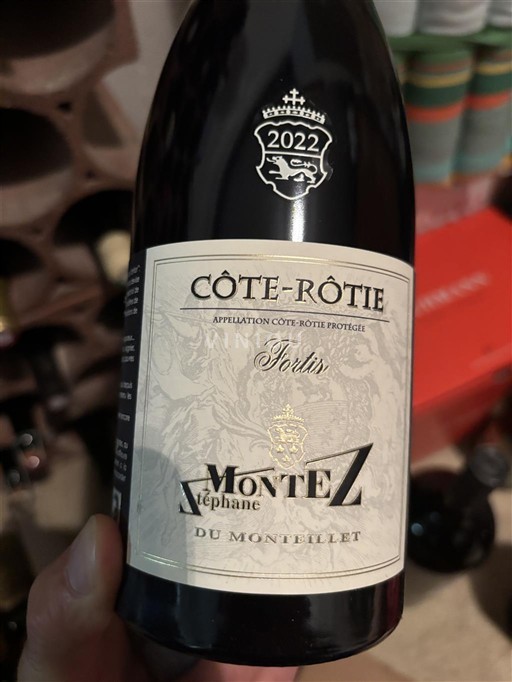 2022
CÔTE-RÔTIE
APPELLATION CÔTE-RÔTIE PROTÉGÉE
Fortis
MONTEZ
Stéphane
DU MONTEILLET